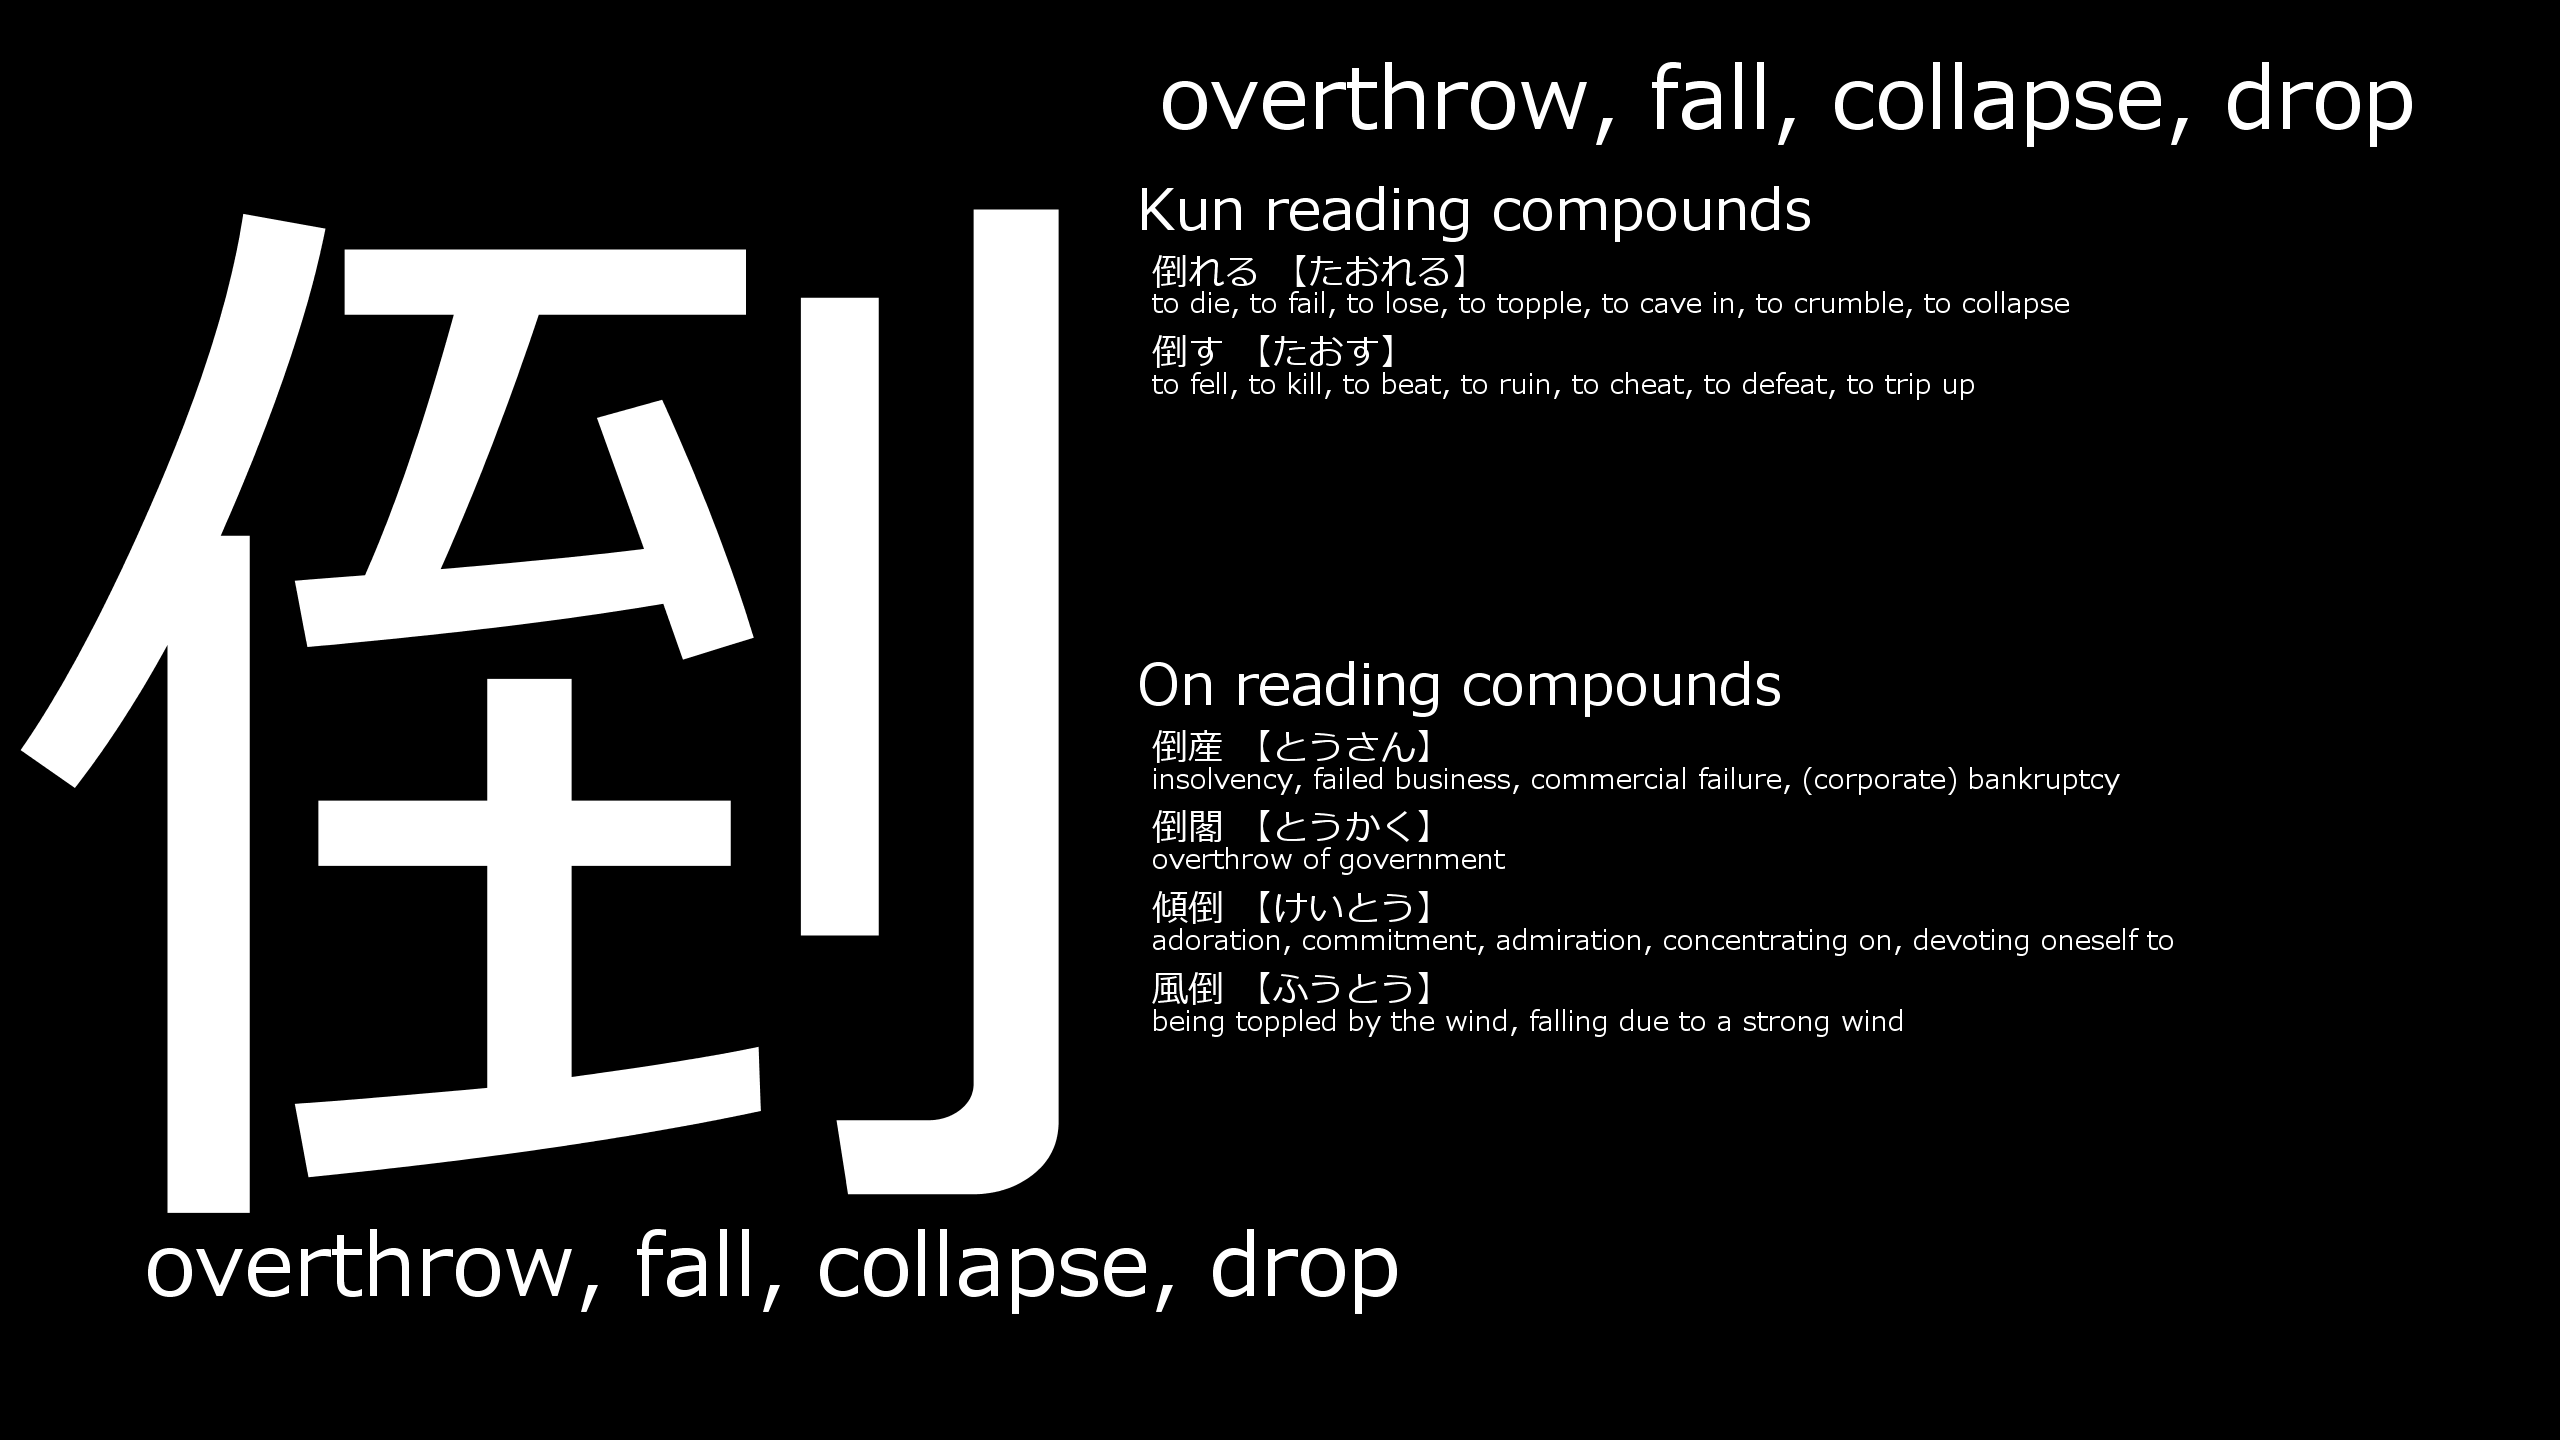 倒
overthrow, fall, collapse, drop
overthrow, fall, collapse, drop
Kun reading compounds
倒れる 【たおれる】
to die, to fail, to lose, to topple, to cave in, to crumble, to collapse
倒す 【たおす】
to fell, to kill, to beat, to ruin, to cheat, to defeat, to trip up
On reading compounds
倒産 【とうさん】
insolvency, failed business, commercial failure, (corporate) bankruptcy
倒閣 【とうかく】
overthrow of government
傾倒 【けいとう】
adoration, commitment, admiration, concentrating on, devoting oneself to
風倒 【ふうとう】
being toppled by the wind, falling due to a strong wind